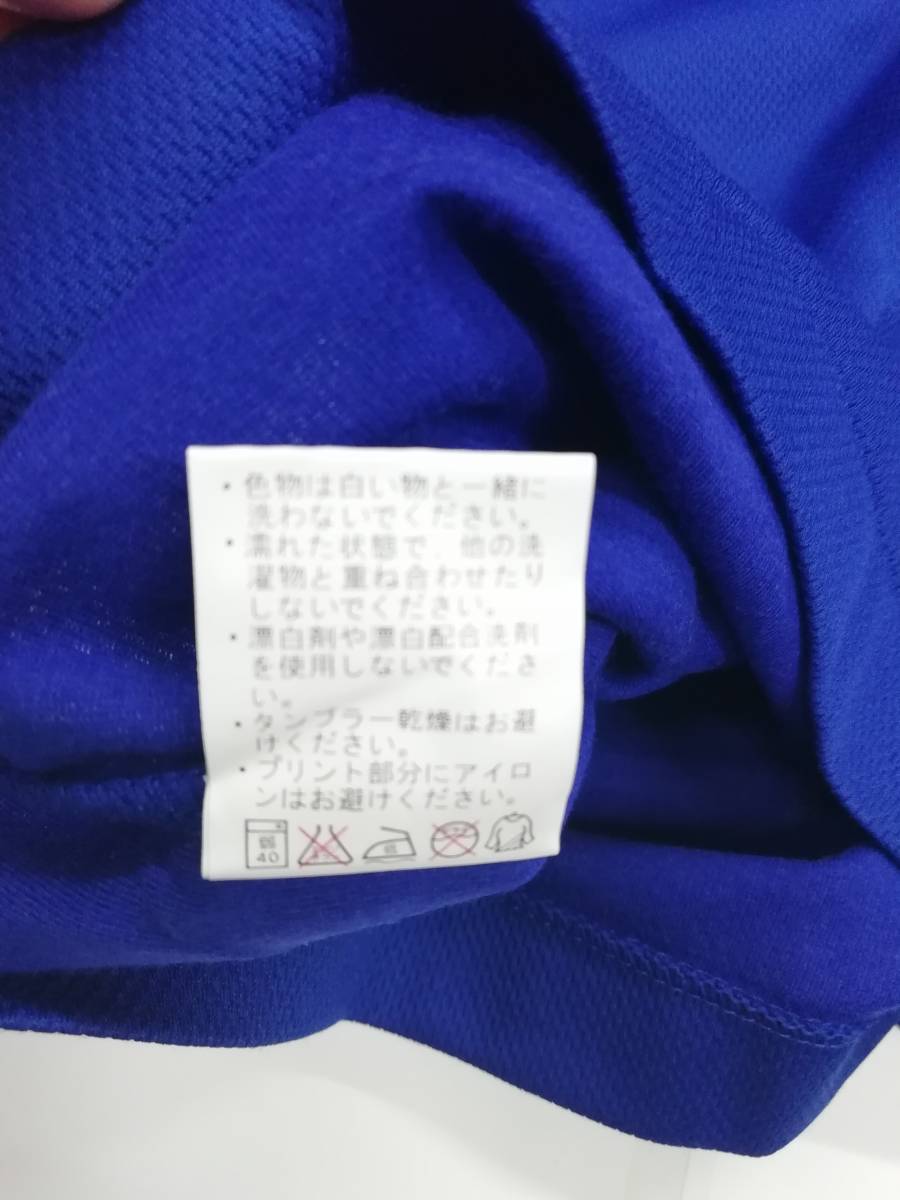 ・色物は白い物と一緒に
洗わないでください。
・濡れた状態で、他の洗
濯物と重ね合わせたり
しないでください。
・漂白剤や漂白配合洗剤
を使用しないでくださ
い。
・タンブラー乾燥はお避
けください。
・プリント部分にアイロ
ンはお避けください。
弱
40